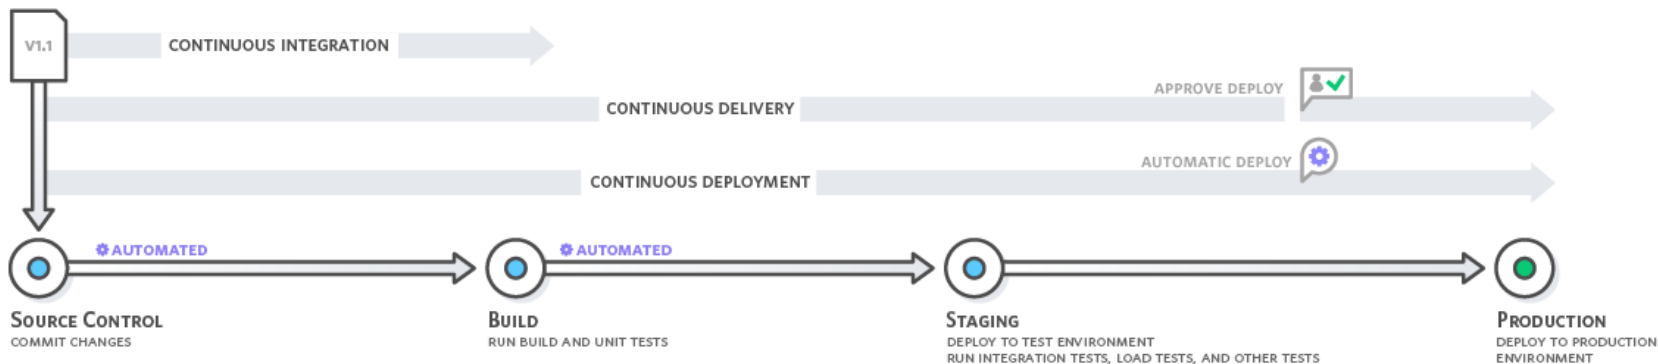 V1.1
CONTINUOUS INTEGRATION
APPROVE DEPLOY
CONTINUOUS DELIVERY
AUTOMATIC DEPLOY
CONTINUOUS DEPLOYMENT
AUTOMATED
AUTOMATED
SOURCE CONTROL
COMMIT CHANGES
BUILD
RUN BUILD AND UNIT TESTS
STAGING
DEPLOY TO TEST ENVIRONMENT
RUN INTEGRATION TESTS, LOAD TESTS, AND OTHER TESTS
PRODUCTION
DEPLOY TO PRODUCTION
ENVIRONMENT